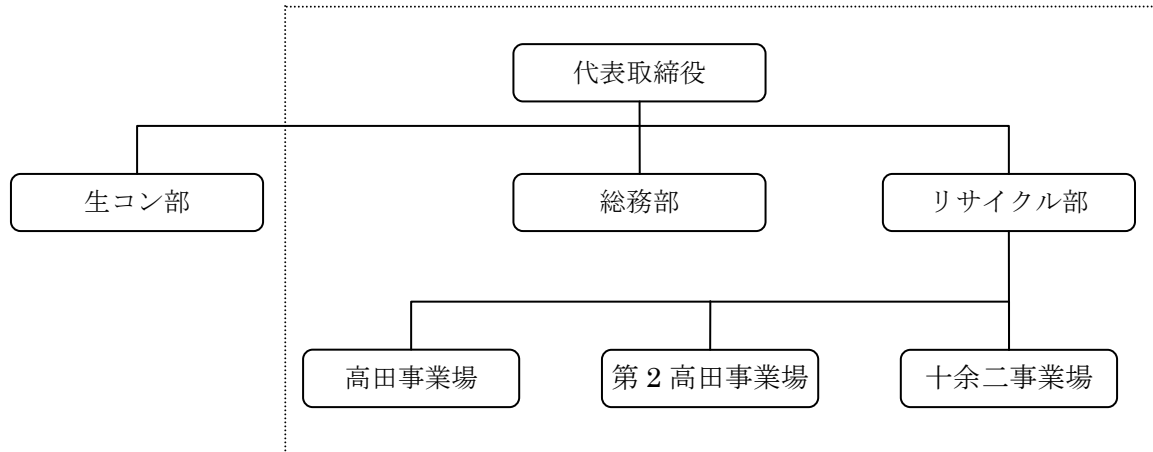 代表取締役
生コン部
総務部
リサイクル部
高田事業場
第2高田事業場
十余二事業場